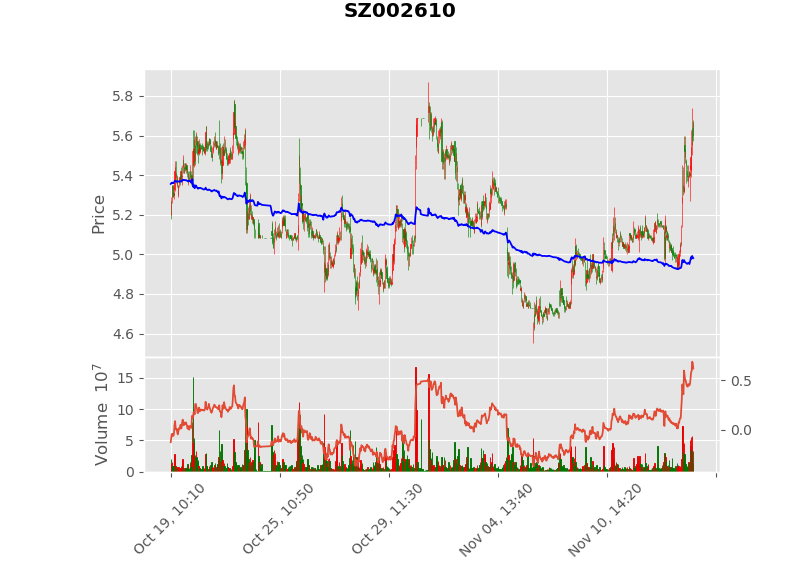 SZ002610
5.8
5.6
5.4
5.2
5.0
4.8
4.6
Price
15
10
5
0
Volume 10^7
0.5
0.0
Oct 19, 10:10
Oct 25, 10:50
Oct 29, 11:30
Nov 04, 13:40
Nov 10, 14:20